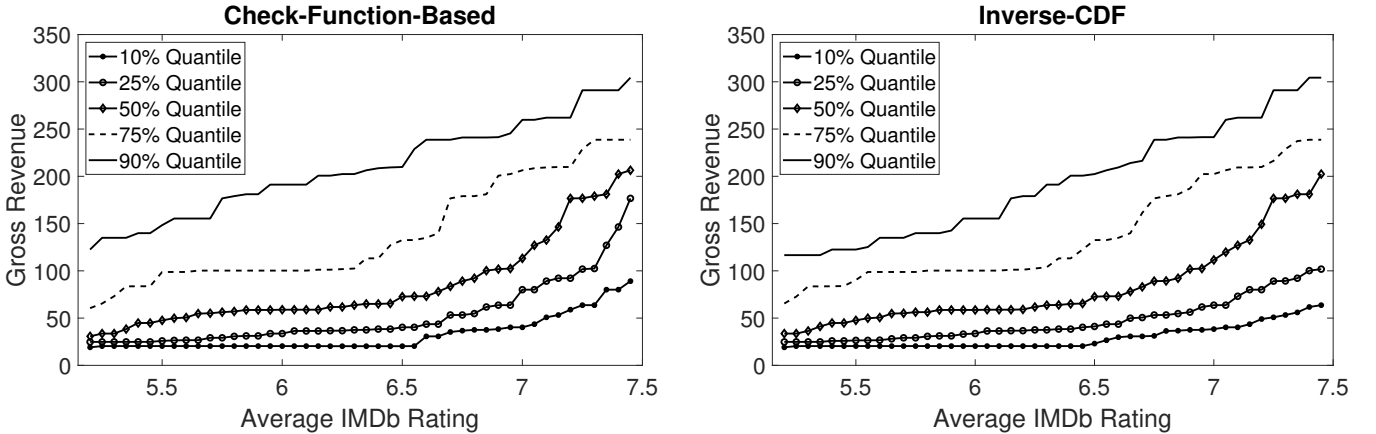 Check-Function-Based
350
300
250
200
150
100
50
0
Gross Revenue
10% Quantile
25% Quantile
50% Quantile
75% Quantile
90% Quantile
5.5
6
6.5
7
7.5
Average IMDb Rating
Inverse-CDF
350
300
250
200
150
100
50
0
Gross Revenue
10% Quantile
25% Quantile
50% Quantile
75% Quantile
90% Quantile
5.5
6
6.5
7
7.5
Average IMDb Rating